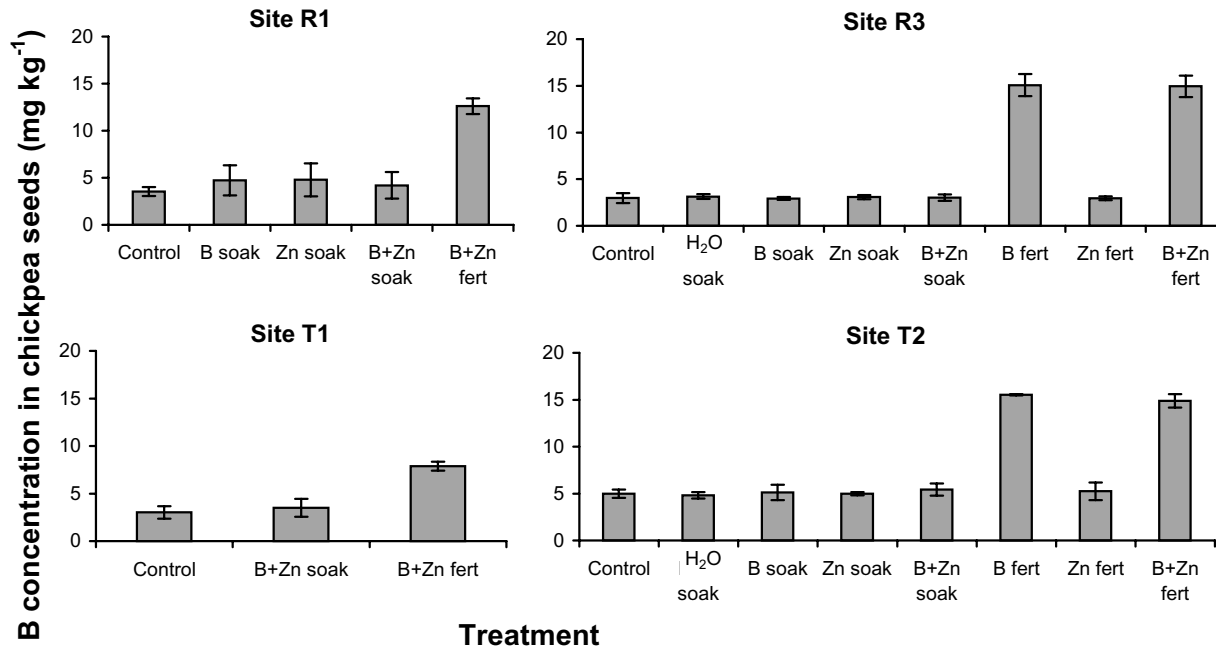 B concentration in chickpea seeds (mg kg⁻¹)
Site R1
20
15
10
5
0
Control B soak Zn soak B+Zn soak B+Zn fert
Site R3
20
15
10
5
0
Control H₂O soak B soak Zn soak B+Zn soak B fert Zn fert B+Zn fert
Site T1
20
15
10
5
0
Control B+Zn soak B+Zn fert
Site T2
20
15
10
5
0
Control H₂O soak B soak Zn soak B+Zn soak B fert Zn fert B+Zn fert
Treatment